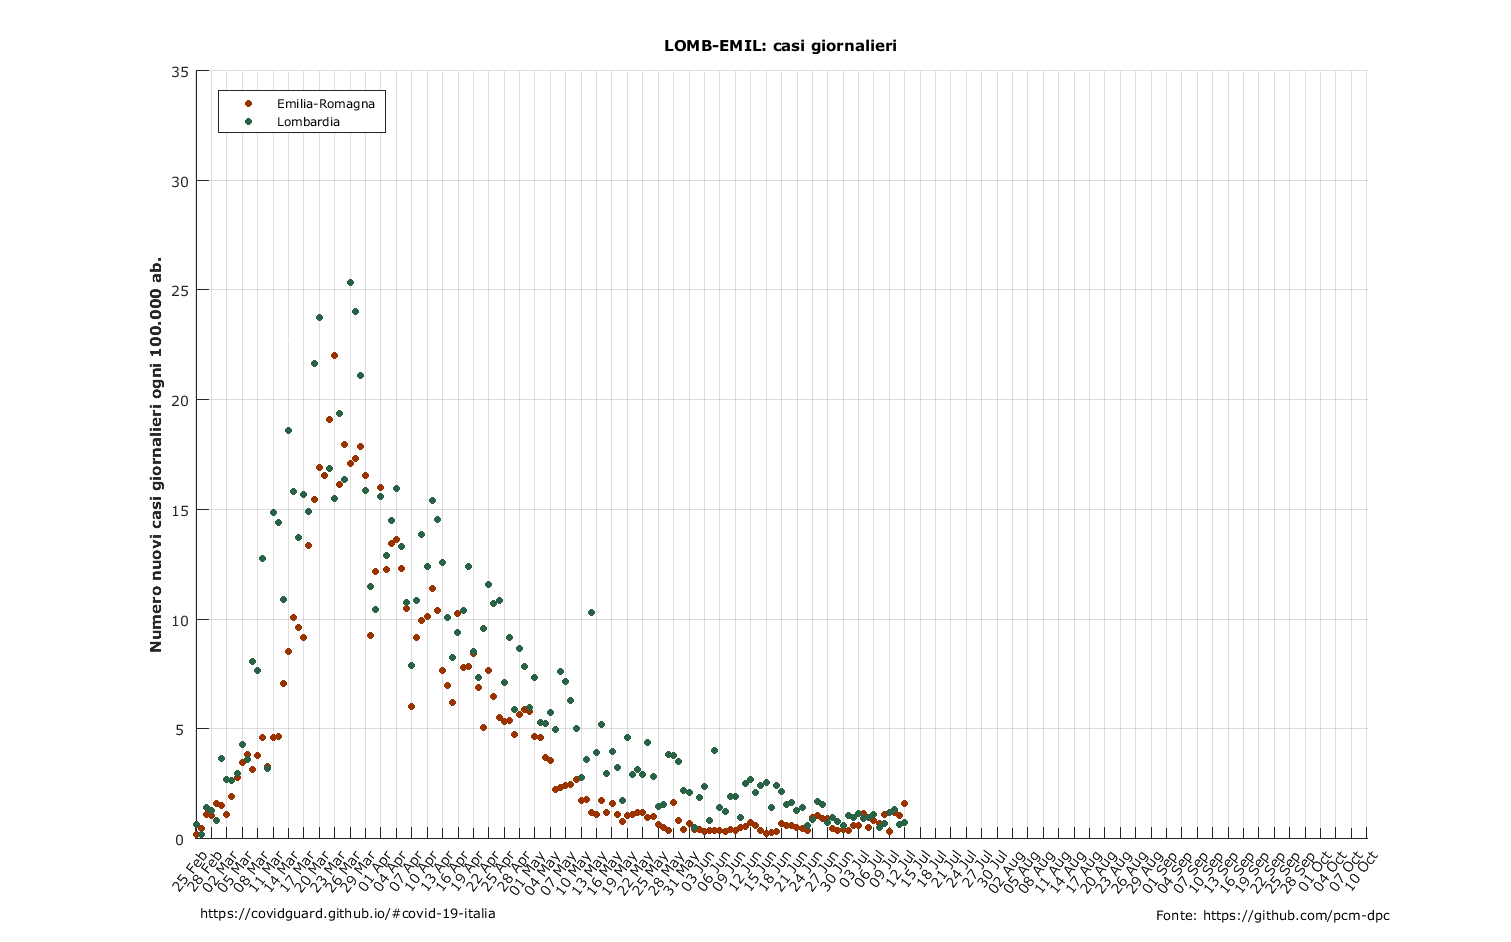 LOMB-EMIL: casi giornalieri
Emilia-Romagna
Lombardia
Numero nuovi casi giornalieri ogni 100.000 ab.
35
30
25
20
15
10
5
0
25 Feb
28 Feb
02 Mar
05 Mar
08 Mar
11 Mar
14 Mar
17 Mar
20 Mar
23 Mar
26 Mar
29 Mar
01 Apr
04 Apr
07 Apr
10 Apr
13 Apr
16 Apr
19 Apr
22 Apr
25 Apr
28 Apr
01 May
04 May
07 May
10 May
13 May
16 May
19 May
22 May
25 May
28 May
31 May
03 Jun
06 Jun
09 Jun
12 Jun
15 Jun
18 Jun
21 Jun
24 Jun
27 Jun
30 Jun
03 Jul
06 Jul
09 Jul
12 Jul
15 Jul
18 Jul
21 Jul
24 Jul
27 Jul
30 Jul
02 Aug
05 Aug
08 Aug
11 Aug
14 Aug
17 Aug
20 Aug
23 Aug
26 Aug
29 Aug
01 Sep
04 Sep
07 Sep
10 Sep
13 Sep
16 Sep
19 Sep
22 Sep
25 Sep
28 Sep
01 Oct
04 Oct
07 Oct
10 Oct
https://covidguard.github.io/#covid-19-italia
Fonte: https://github.com/pcm-dpc